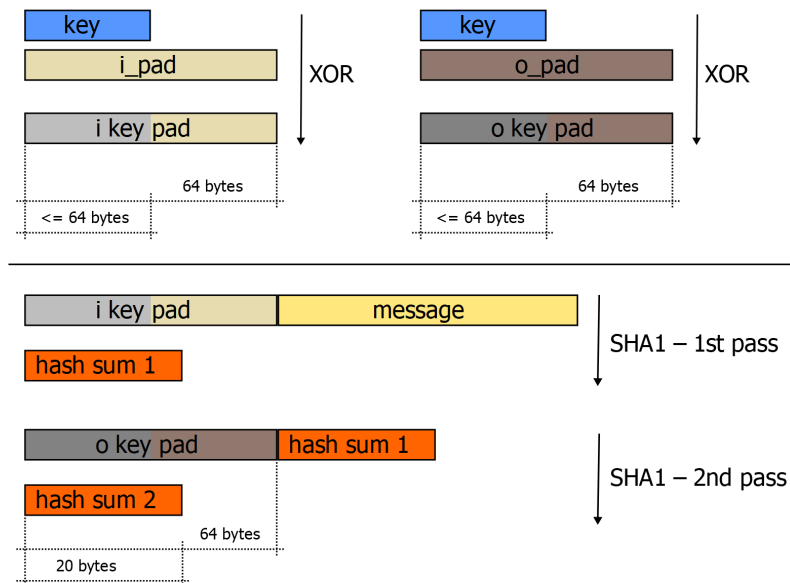 key
i_pad
XOR
i key pad
64 bytes
<= 64 bytes
key
o_pad
XOR
o key pad
64 bytes
<= 64 bytes
i key pad
message
SHA1 – 1st pass
hash sum 1
o key pad
hash sum 1
SHA1 – 2nd pass
hash sum 2
64 bytes
20 bytes